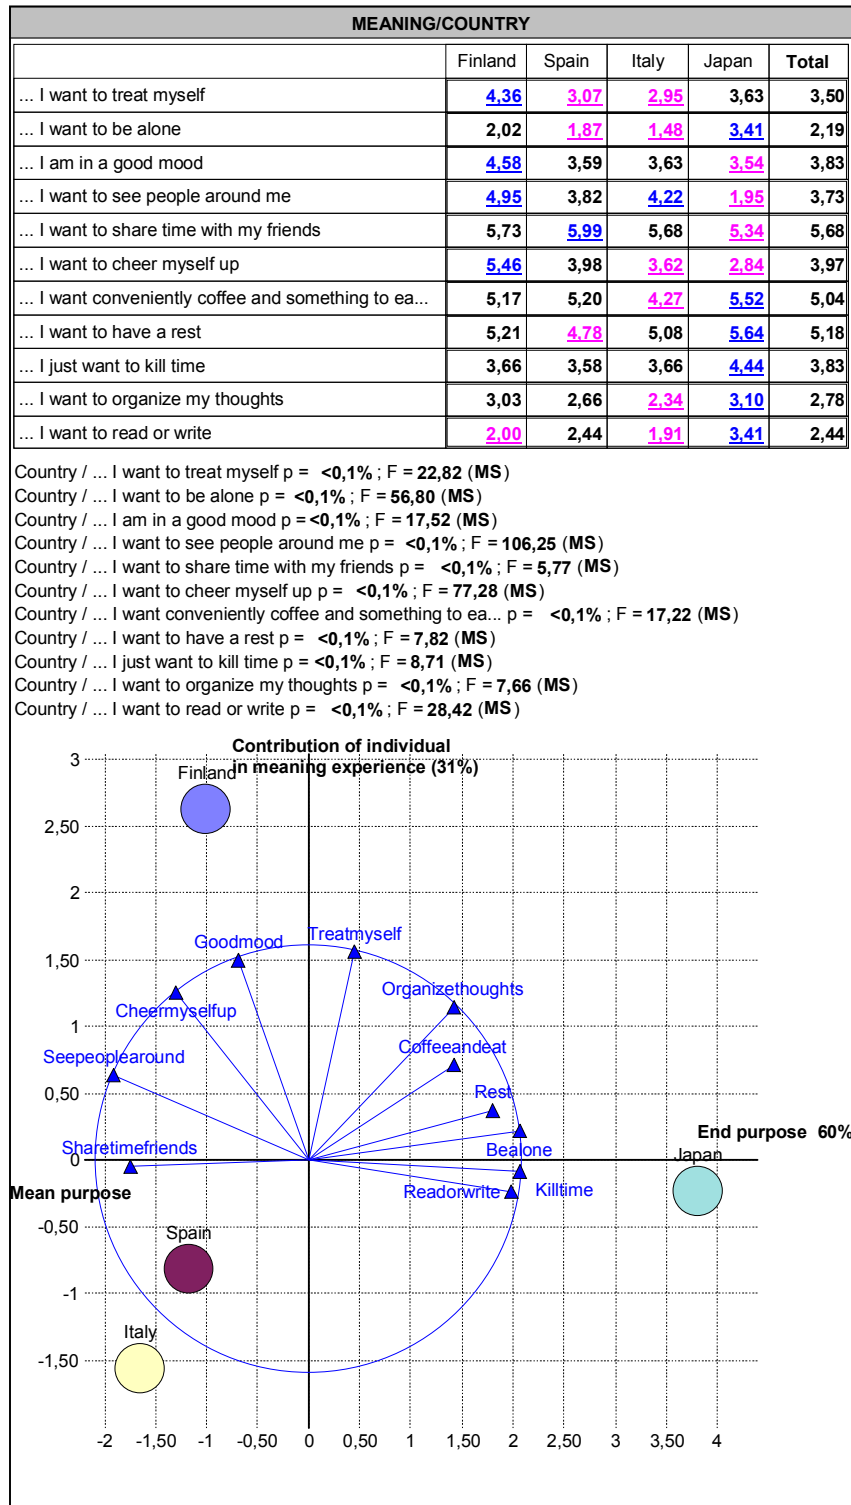 MEANING/COUNTRY
Finland Spain Italy Japan Total
... I want to treat myself 4,36 3,07 2,95 3,63 3,50
... I want to be alone 2,02 1,87 1,48 3,41 2,19
... I am in a good mood 4,58 3,59 3,63 3,54 3,83
... I want to see people around me 4,95 3,82 4,22 1,95 3,73
... I want to share time with my friends 5,73 5,99 5,68 5,34 5,68
... I want to cheer myself up 5,46 3,98 3,62 2,84 3,97
... I want conveniently coffee and something to ea... 5,17 5,20 4,27 5,52 5,04
... I want to have a rest 5,21 4,78 5,08 5,64 5,18
... I just want to kill time 3,66 3,58 3,66 4,44 3,83
... I want to organize my thoughts 3,03 2,66 2,34 3,10 2,78
... I want to read or write 2,00 2,44 1,91 3,41 2,44
Country / ... I want to treat myself p = <0,1% ; F = 22,82 (MS)
Country / ... I want to be alone p = <0,1% ; F = 56,80 (MS)
Country / ... I am in a good mood p = <0,1% ; F = 17,52 (MS)
Country / ... I want to see people around me p = <0,1% ; F = 106,25 (MS)
Country / ... I want to share time with my friends p = <0,1% ; F = 5,77 (MS)
Country / ... I want to cheer myself up p = <0,1% ; F = 77,28 (MS)
Country / ... I want conveniently coffee and something to ea... p = <0,1% ; F = 17,22 (MS)
Country / ... I want to have a rest p = <0,1% ; F = 7,82 (MS)
Country / ... I just want to kill time p = <0,1% ; F = 8,71 (MS)
Country / ... I want to organize my thoughts p = <0,1% ; F = 7,66 (MS)
Country / ... I want to read or write p = <0,1% ; F = 28,42 (MS)
Contribution of individual
in meaning experience (31%)
3
Finland
2,50
2
Goodmood Treatmyself
1,50
Organizethoughts
Cheermyselfup
1
Coffeeandeat
Seepeoplearound
0,50
Rest
End purpose 60%
Sharetimefriends
Bealone
Japan
0
Mean purpose
Readorwrite Killtime
-0,50
Spain
-1
Italy
-1,50
-2 -1,50 -1 -0,50 0 0,50 1 1,50 2 2,50 3 3,50 4